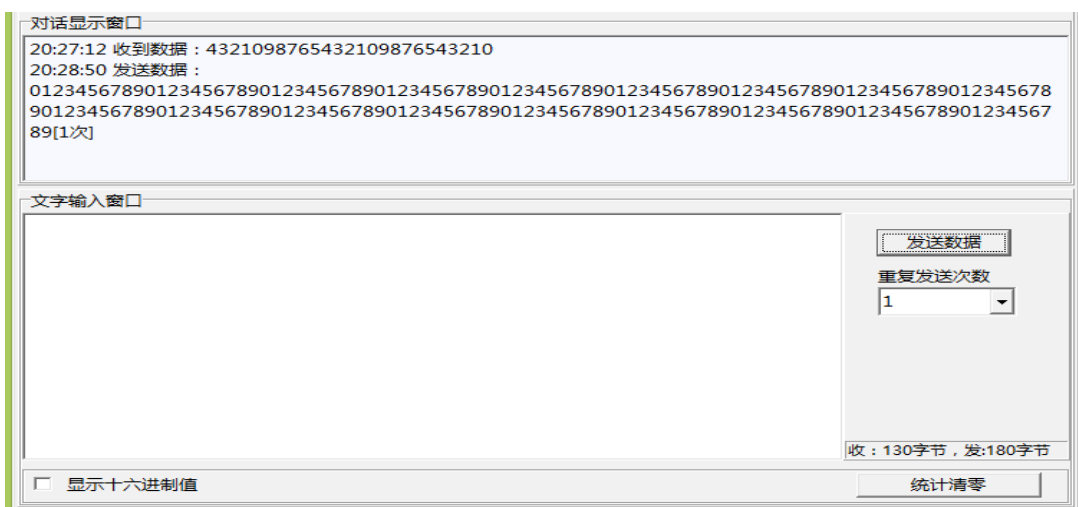 对话显示窗口
20:27:12 收到数据：4321098765432109876543210
20:28:50 发送数据：
01234567890123456789012345678901234567890123456789012345678901234567890123456789012345678
90123456789012345678901234567890123456789012345678901234567890123456789012345678901234567
89[1次]
文字输入窗口
发送数据
重复发送次数
1
收：130字节，发:180字节
显示十六进制值
统计清零